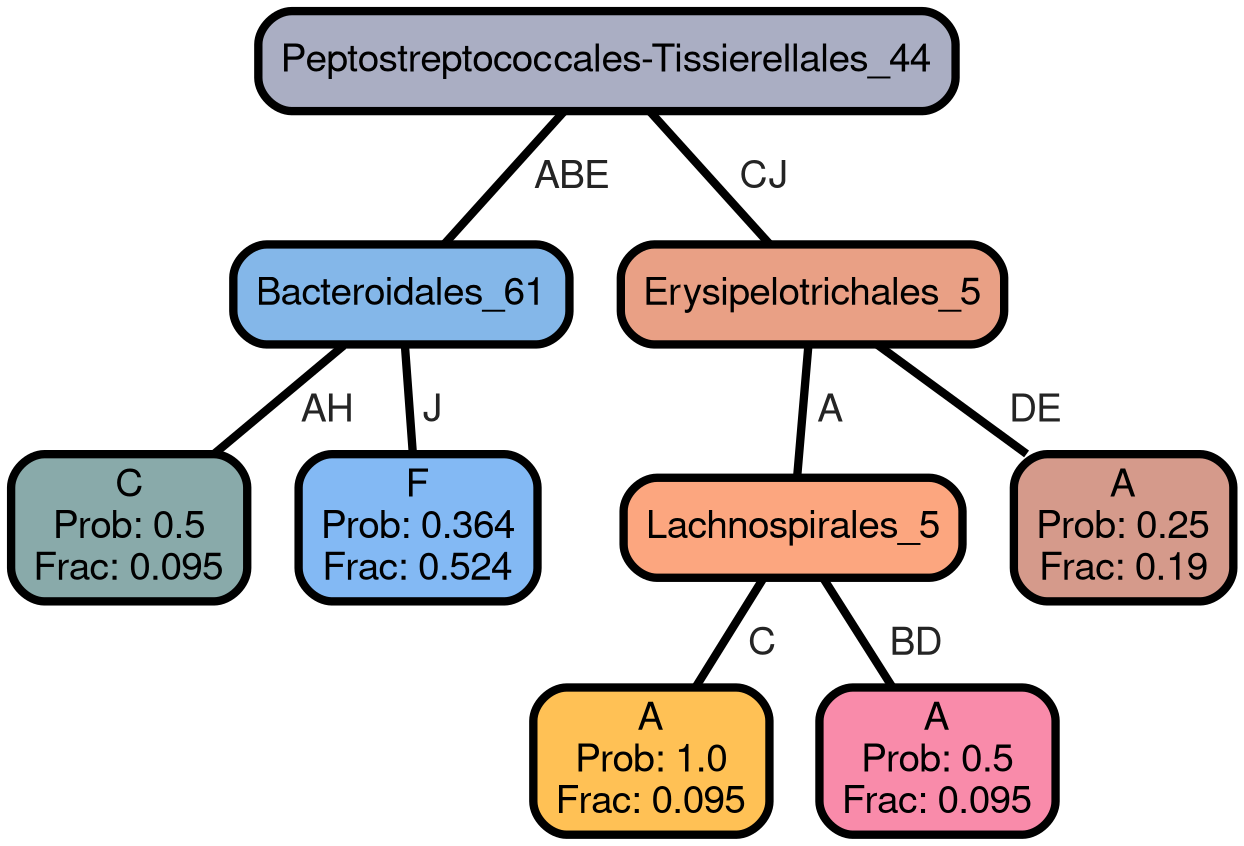 Peptostreptococcales-Tissierellales_44
ABE
CJ
Bacteroidales_61
Erysipelotrichales_5
AH
J
A
DE
C
Prob: 0.5
Frac: 0.095
F
Prob: 0.364
Frac: 0.524
Lachnospirales_5
A
Prob: 0.25
Frac: 0.19
C
BD
A
Prob: 1.0
Frac: 0.095
A
Prob: 0.5
Frac: 0.095